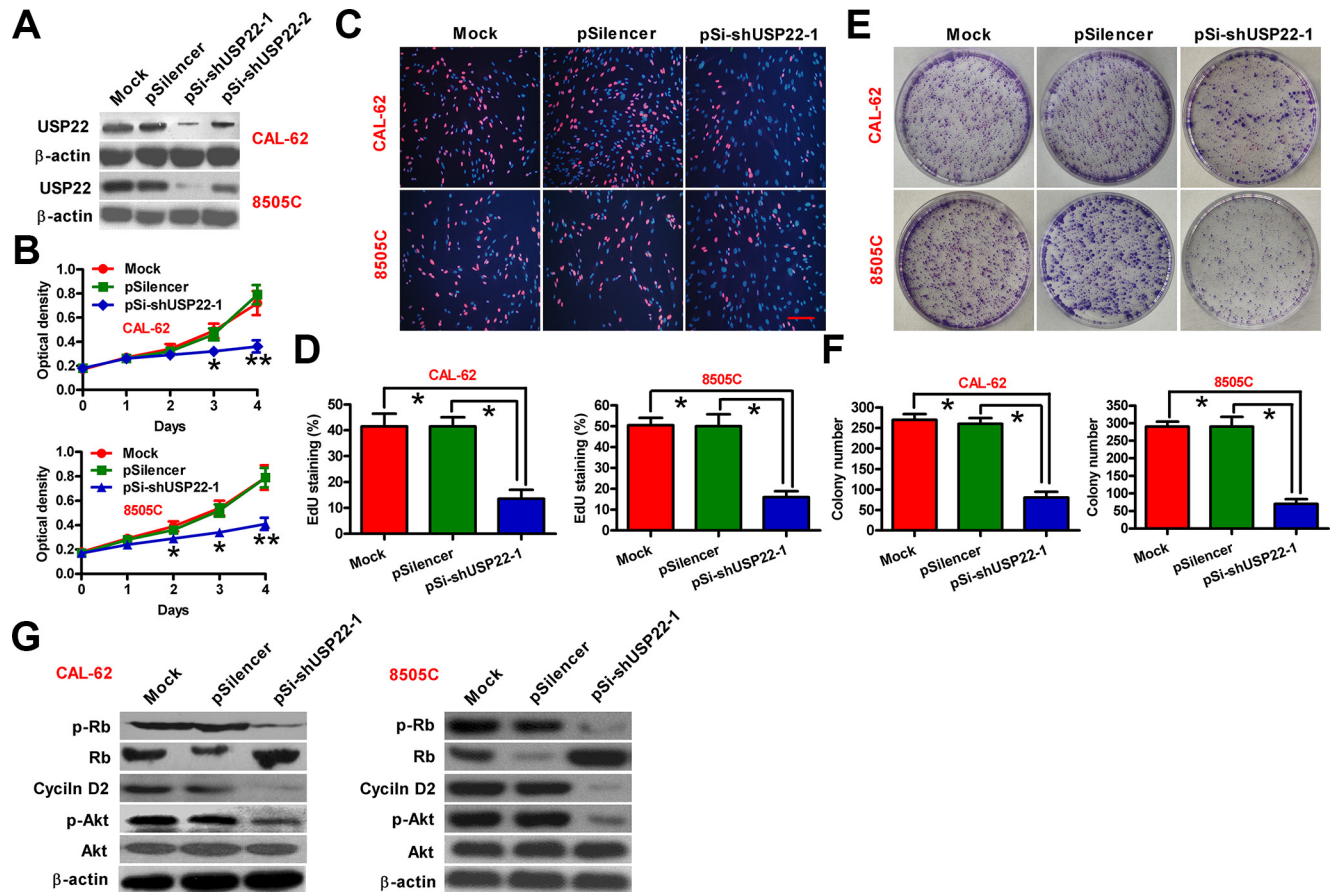 A
Mock
pSilencer
pSi-shUSP22-1
pSi-shUSP22-2
USP22
β-actin
CAL-62
USP22
β-actin
8505C
B
Optical density
1.0
0.8
0.6
0.4
0.2
0.0
Mock
pSilencer
pSi-shUSP22-1
CAL-62
*
**
0 1 2 3 4
Days
Optical density
1.0
0.8
0.6
0.4
0.2
0.0
Mock
pSilencer
pSi-shUSP22-1
8505C
*
*
**
0 1 2 3 4
Days
C
Mock pSilencer pSi-shUSP22-1
CAL-62
8505C
D
CAL-62
EdU staining (%)
50
40
30
20
10
0
*
*
Mock
pSilencer
pSi-shUSP22-1
8505C
EdU staining (%)
60
50
40
30
20
10
0
*
*
Mock
pSilencer
pSi-shUSP22-1
E
Mock pSilencer pSi-shUSP22-1
CAL-62
8505C
F
CAL-62
Colony number
300
250
200
150
100
50
0
*
*
Mock
pSilencer
pSi-shUSP22-1
8505C
Colony number
350
300
250
200
150
100
50
0
*
*
Mock
pSilencer
pSi-shUSP22-1
G
CAL-62
Mock
pSilencer
pSi-shUSP22-1
p-Rb
Rb
Cyciln D2
p-Akt
Akt
β-actin
8505C
Mock
pSilencer
pSi-shUSP22-1
p-Rb
Rb
Cyciln D2
p-Akt
Akt
β-actin